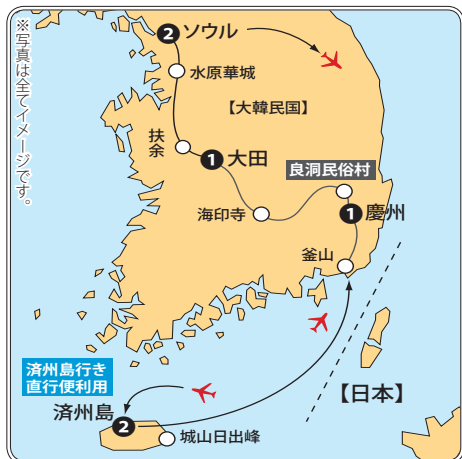 ※写真は全てイメージです。
2 ソウル
水原華城
【大韓民国】
扶余
1 大田
良洞民俗村
海印寺
1 慶州
釜山
済州島行き
直行便利用
【日本】
済州島
2
城山日出峰